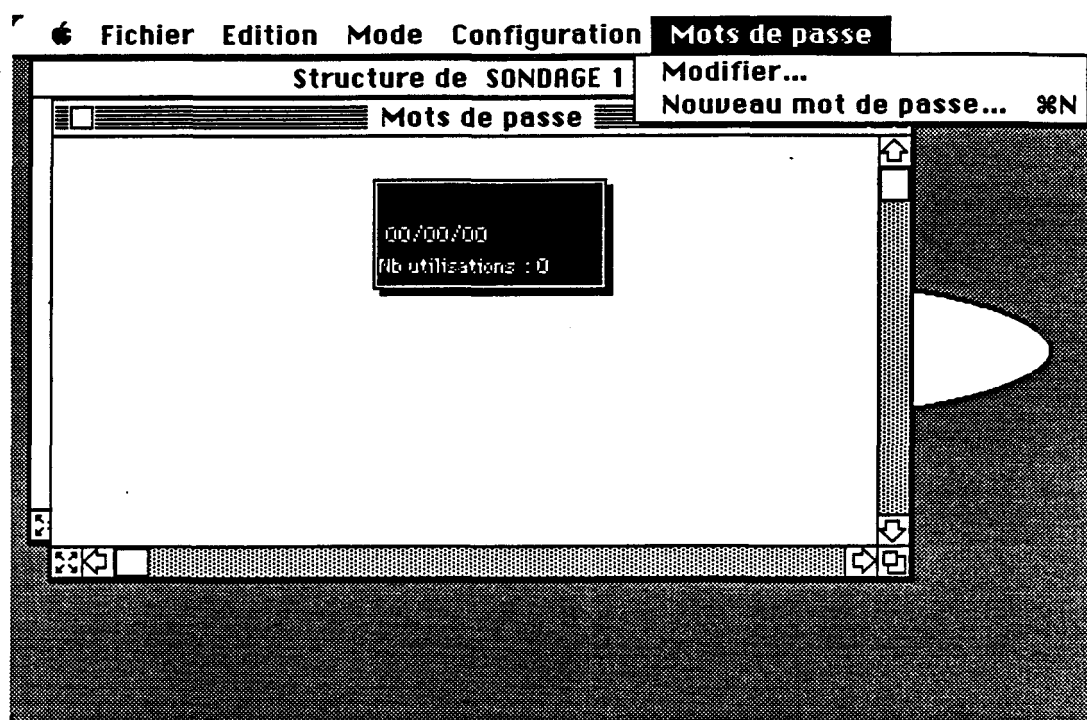 Fichier Edition Mode Configuration Mots de passe
Modifier...
Nouveau mot de passe... ⌘N
Structure de SONDAGE 1
Mots de passe
00/00/00
Nb utilisations : 0